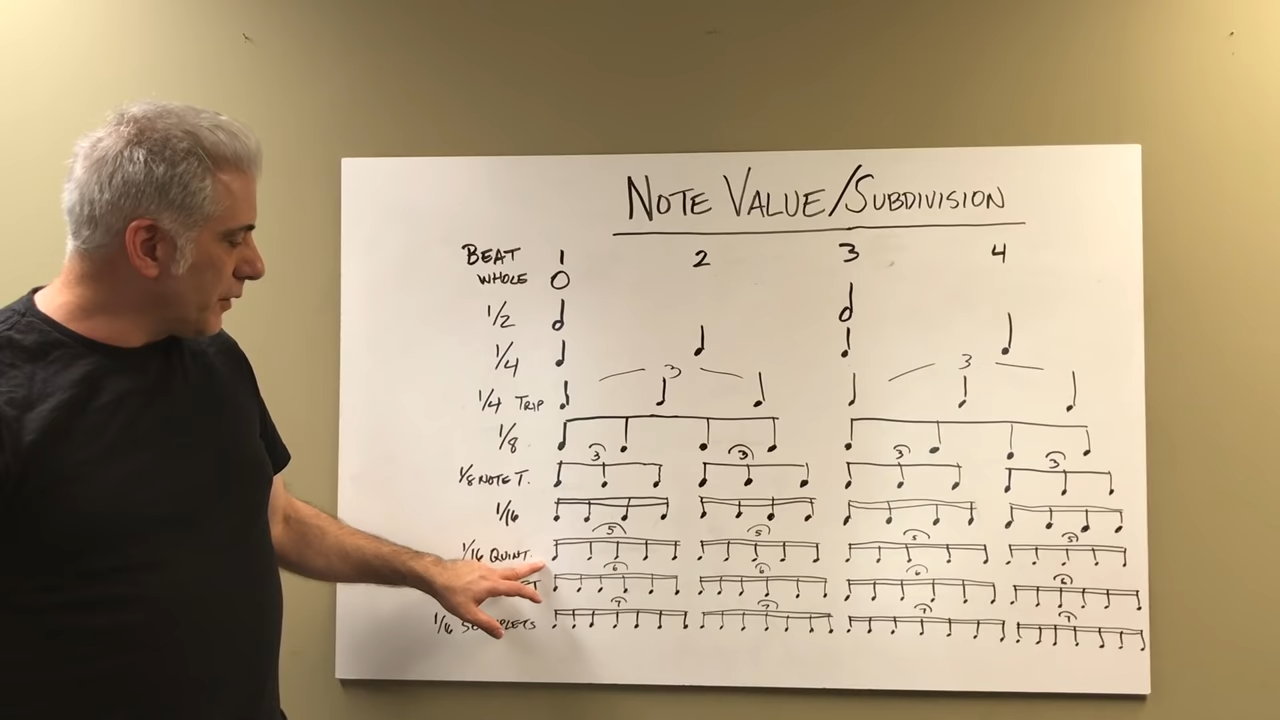 NOTE VALUE/SUBDIVISION
BEAT 1 2 3 4
WHOLE
1/2
1/4
3 3
1/4 TRIP
1/8
3 3 3 3
1/8 NOTE T.
1/16
5 5 5 5
1/16 QUINT.
6 6 6 6
7 7 7 7
1/16